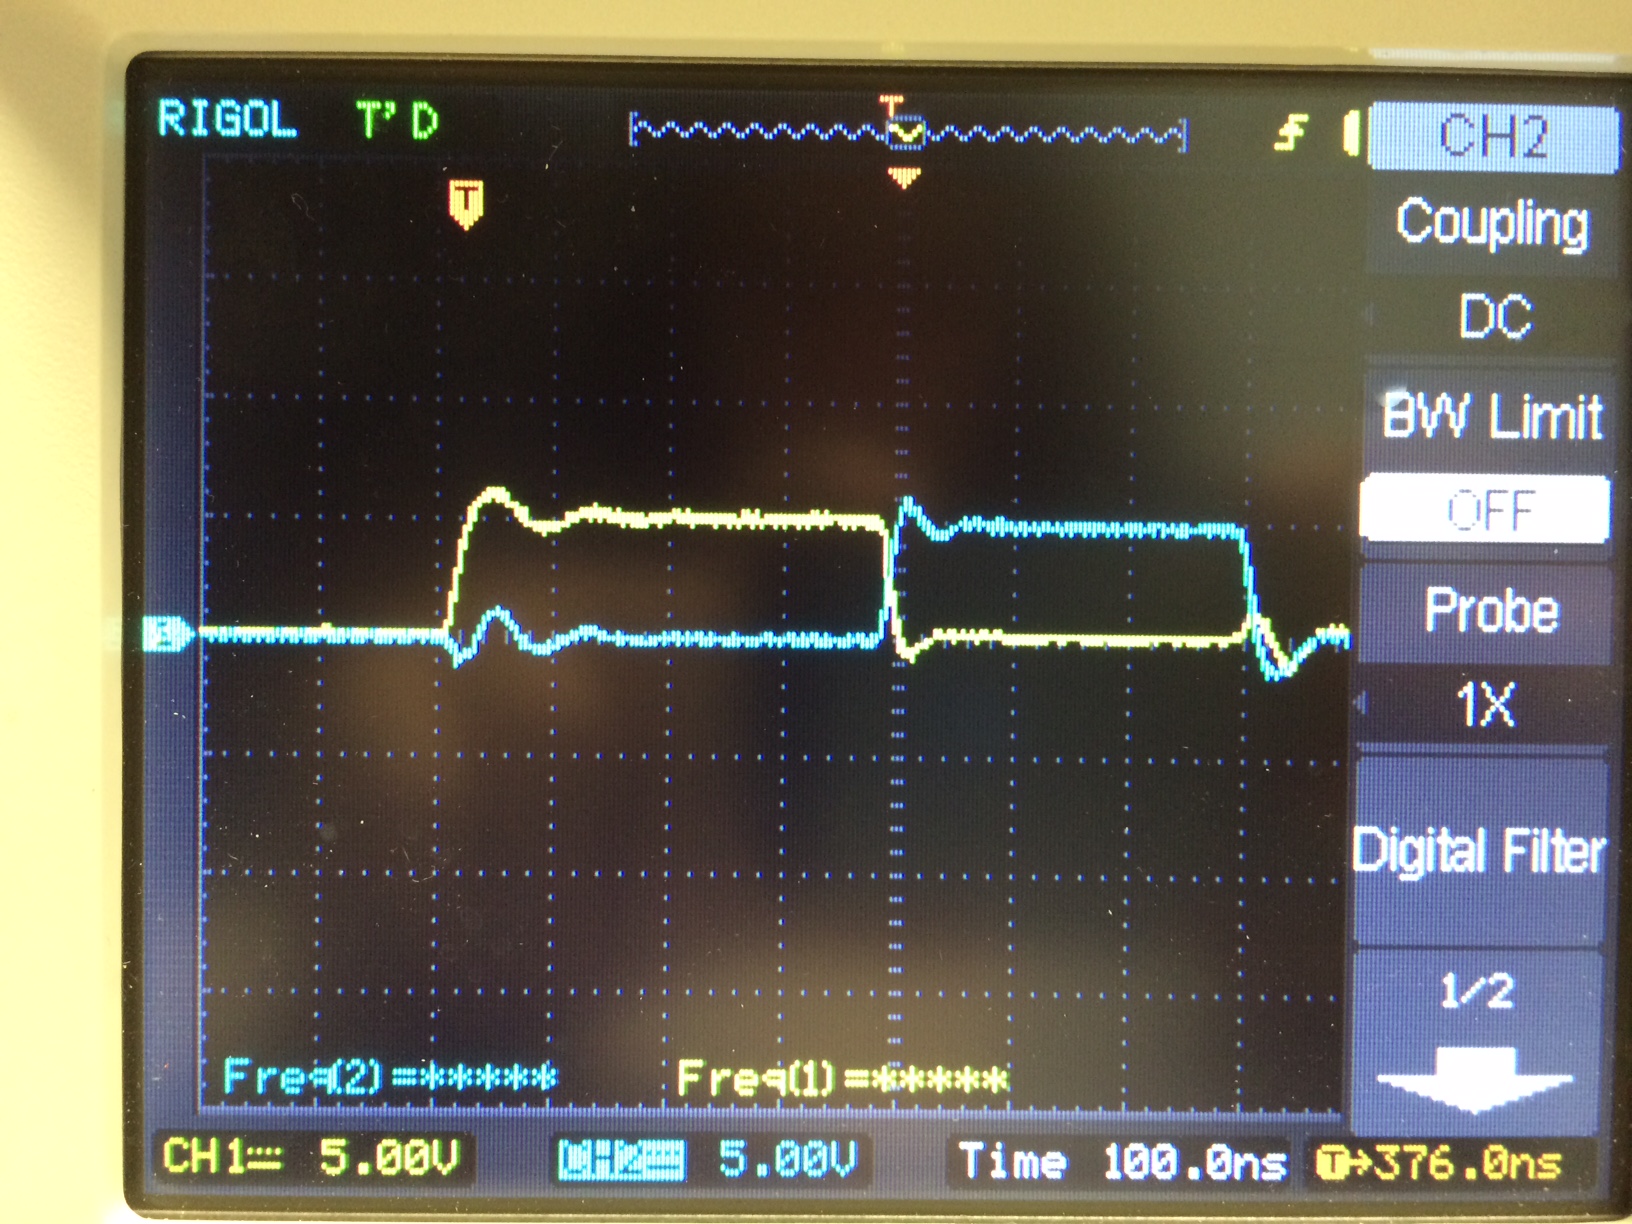 RIGOL T'D T
CH2
T
Coupling
DC
BW Limit
OFF
Probe
1X
Digital Filter
1/2
Freq(2)=***** Freq(1)=*****
CH1 5.00V CH2 5.00V Time 100.0ns T→376.0ns